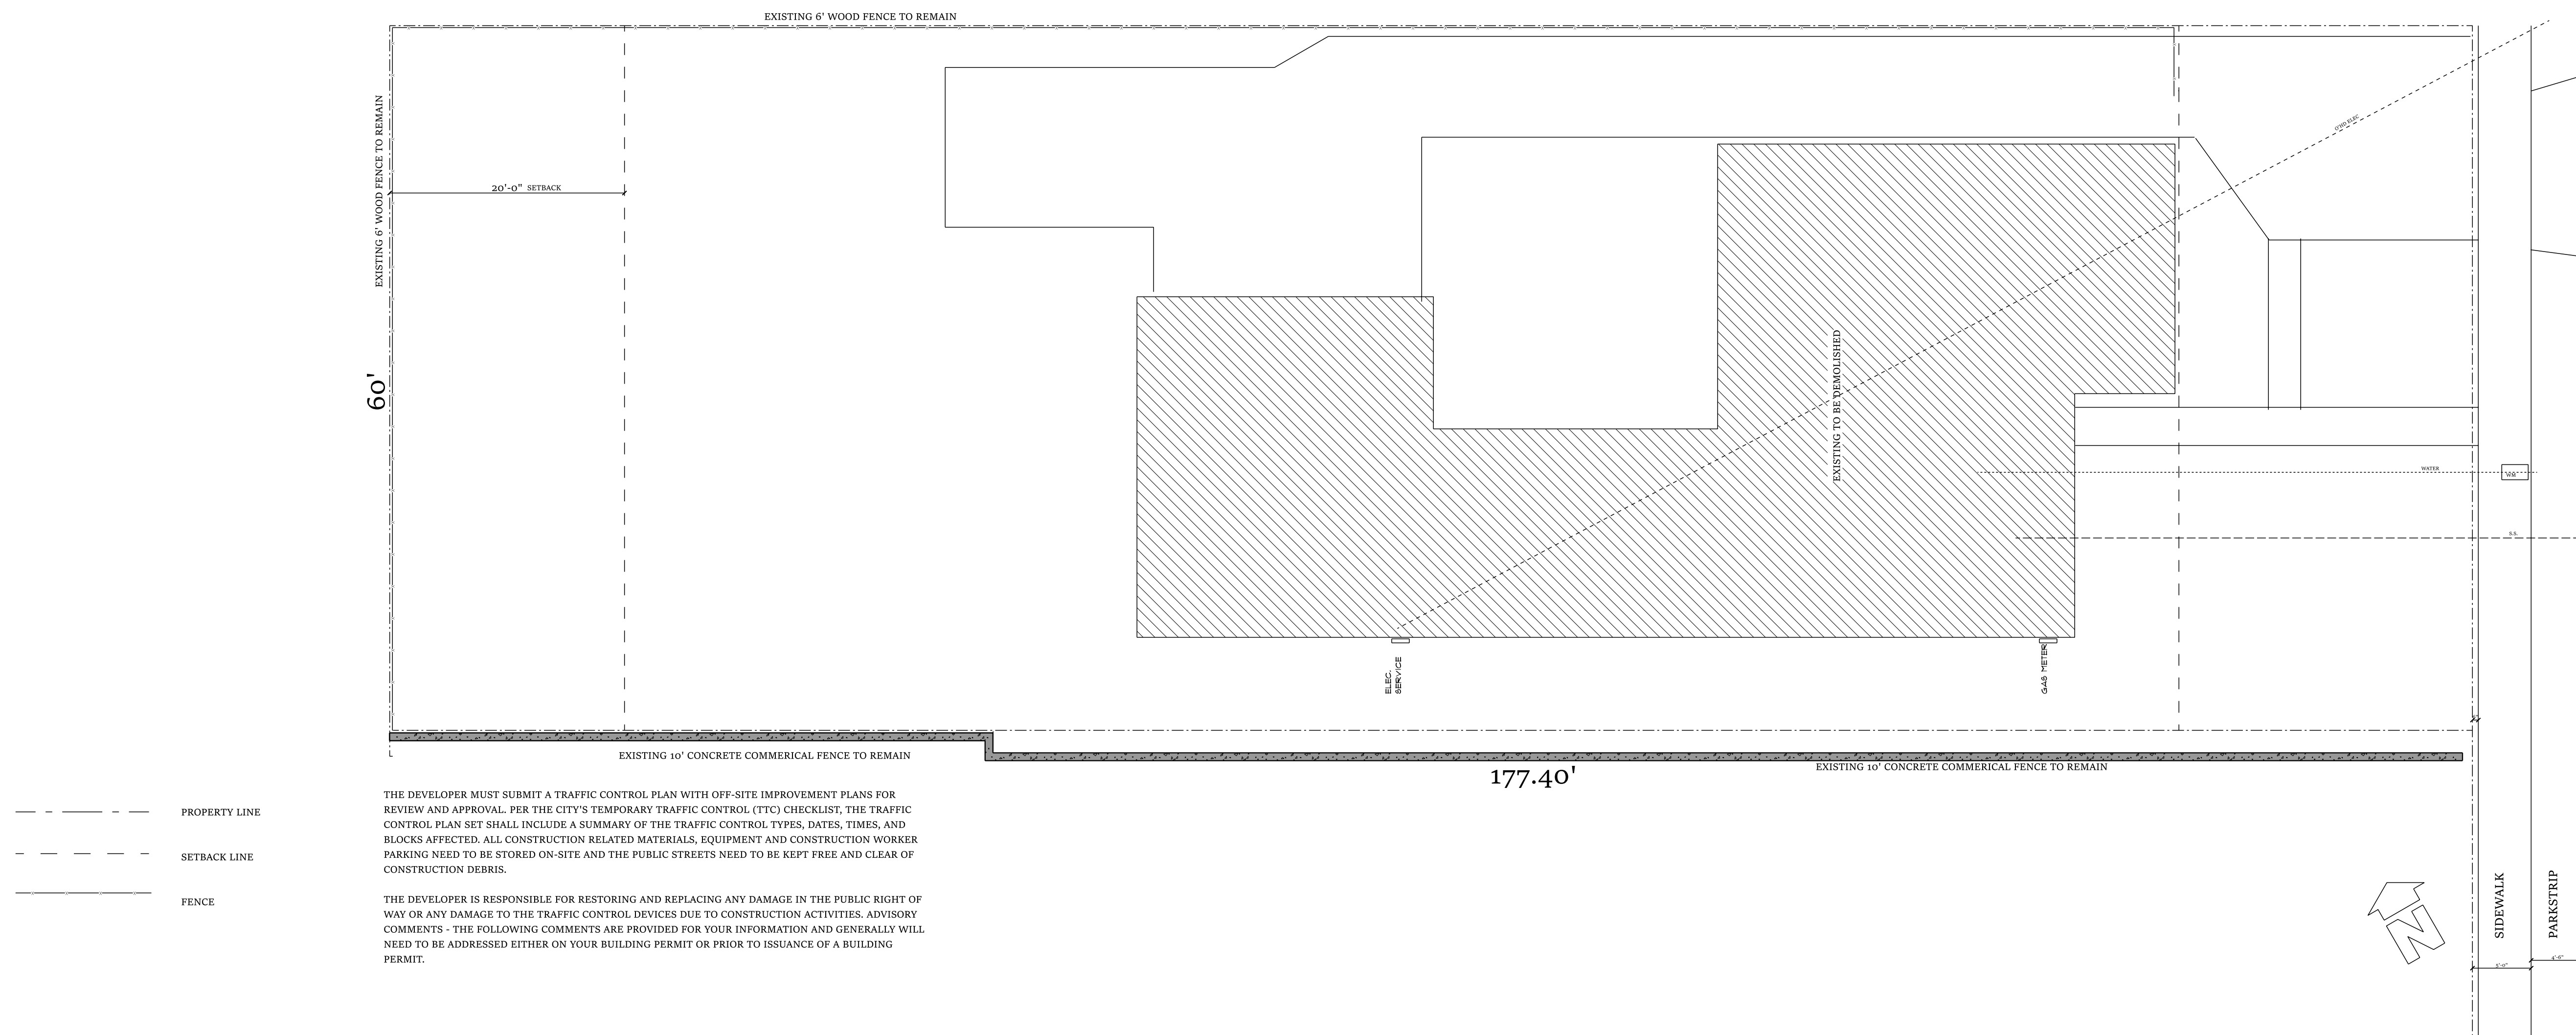 EXISTING 6' WOOD FENCE TO REMAIN
EXISTING 6' WOOD FENCE TO REMAIN
O'HD ELEC
20'-0" SETBACK
60'
EXISTING TO BE DEMOLISHED
WATER
WM
S.S.
ELEC.
SERVICE
GAS METER
EXISTING 10' CONCRETE COMMERICAL FENCE TO REMAIN
EXISTING 10' CONCRETE COMMERICAL FENCE TO REMAIN
177.40'
PROPERTY LINE
SETBACK LINE
FENCE
THE DEVELOPER MUST SUBMIT A TRAFFIC CONTROL PLAN WITH OFF-SITE IMPROVEMENT PLANS FOR
REVIEW AND APPROVAL. PER THE CITY'S TEMPORARY TRAFFIC CONTROL (TTC) CHECKLIST, THE TRAFFIC
CONTROL PLAN SET SHALL INCLUDE A SUMMARY OF THE TRAFFIC CONTROL TYPES, DATES, TIMES, AND
BLOCKS AFFECTED. ALL CONSTRUCTION RELATED MATERIALS, EQUIPMENT AND CONSTRUCTION WORKER
PARKING NEED TO BE STORED ON-SITE AND THE PUBLIC STREETS NEED TO BE KEPT FREE AND CLEAR OF
CONSTRUCTION DEBRIS.
THE DEVELOPER IS RESPONSIBLE FOR RESTORING AND REPLACING ANY DAMAGE IN THE PUBLIC RIGHT OF
WAY OR ANY DAMAGE TO THE TRAFFIC CONTROL DEVICES DUE TO CONSTRUCTION ACTIVITIES. ADVISORY
COMMENTS - THE FOLLOWING COMMENTS ARE PROVIDED FOR YOUR INFORMATION AND GENERALLY WILL
NEED TO BE ADDRESSED EITHER ON YOUR BUILDING PERMIT OR PRIOR TO ISSUANCE OF A BUILDING
PERMIT.
N
SIDEWALK
PARKSTRIP
5'-0"
4'-6"